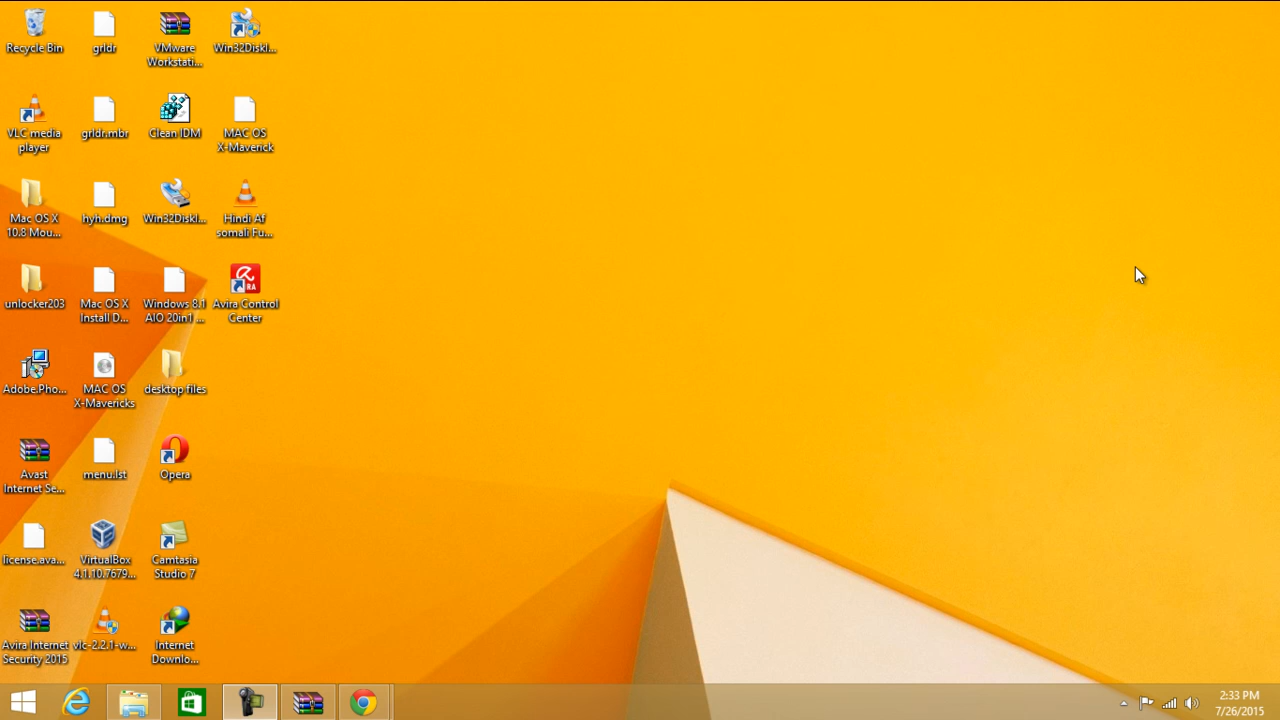 Recycle Bin
grldr
VMware
Workstati...
Win32DiskI...
VLC media
player
grldr.mbr
Clean IDM
MAC OS
X-Maverick
Mac OS X
10.8 Mou...
hyh.dmg
Win32DiskI...
Hindi Af
somali Fu...
unlocker203
Mac OS X
Install D...
Windows 8.1
AIO 20in1 ...
RA
Avira Control
Center
Adobe.Pho...
MAC OS
X-Mavericks
desktop files
Avast
Internet Se...
menu.lst
Opera
license.ava...
VirtualBox
4.1.10.7679...
Camtasia
Studio 7
Avira Internet
Security 2015
vlc-2.2.1-w...
Internet
Downlo...
2:33 PM
7/26/2015